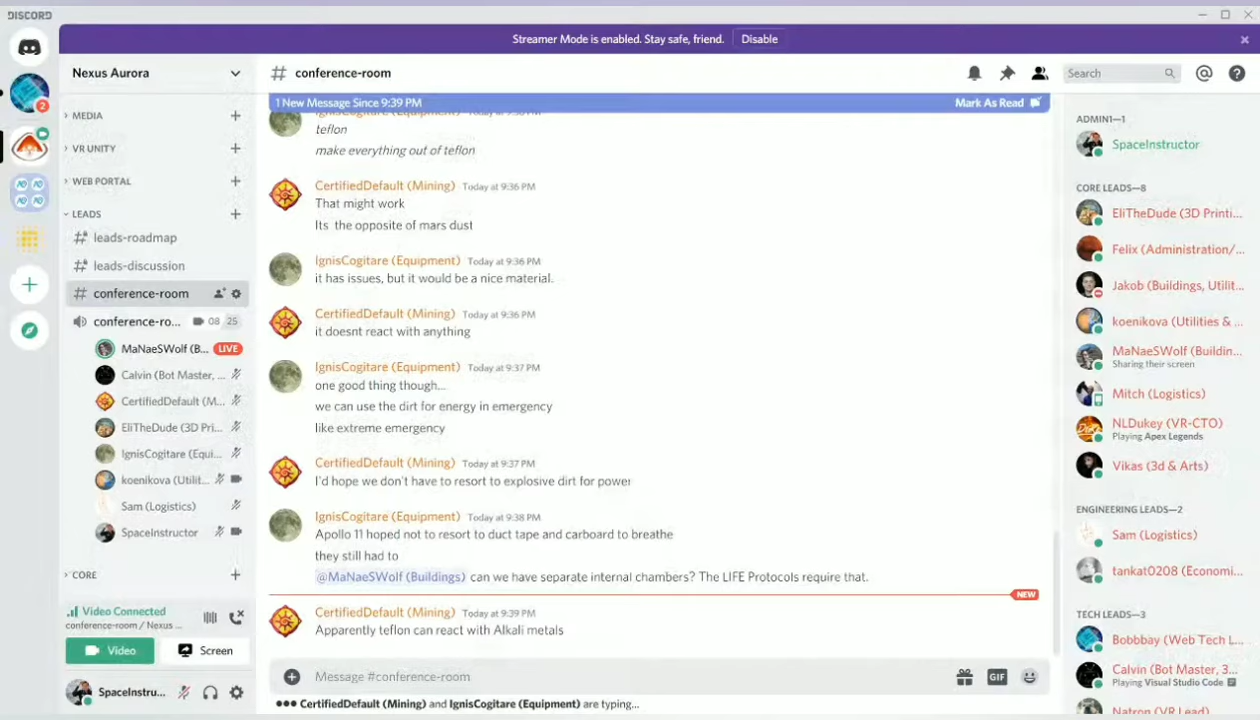 DISCORD
Streamer Mode is enabled. Stay safe, friend. Disable
Nexus Aurora
MEDIA
VR UNITY
WEB PORTAL
LEADS
leads-roadmap
leads-discussion
conference-room
conference-ro... 08 25
MaNaeSWolf (B... LIVE
Calvin (Bot Master, ...
CertifiedDefault (M...
EliTheDude (3D Pri...
IgnisCogitare (Equi...
koenikova (Utilit...
Sam (Logistics)
SpaceInstructor
CORE
Video Connected
conference-room / Nexus ...
Video Screen
SpaceInstru...
2
# conference-room
Search
1 New Message Since 9:39 PM Mark As Read
IgnisCogitare (Equipment)
teflon
make everything out of teflon
CertifiedDefault (Mining) Today at 9:36 PM
That might work
Its the opposite of mars dust
IgnisCogitare (Equipment) Today at 9:36 PM
it has issues, but it would be a nice material.
CertifiedDefault (Mining) Today at 9:36 PM
it doesnt react with anything
IgnisCogitare (Equipment) Today at 9:37 PM
one good thing though...
we can use the dirt for energy in emergency
like extreme emergency
CertifiedDefault (Mining) Today at 9:37 PM
I'd hope we don't have to resort to explosive dirt for power
IgnisCogitare (Equipment) Today at 9:38 PM
Apollo 11 hoped not to resort to duct tape and carboard to breathe
they still had to
@MaNaeSWolf (Buildings) can we have separate internal chambers? The LIFE Protocols require that.
NEW
CertifiedDefault (Mining) Today at 9:39 PM
Apparently teflon can react with Alkali metals
Message #conference-room
GIF
CertifiedDefault (Mining) and IgnisCogitare (Equipment) are typing...
ADMIN1—1
SpaceInstructor
CORE LEADS—8
EliTheDude (3D Printi...
Felix (Administration/...
Jakob (Buildings, Utilit...
koenikova (Utilities & ...
MaNaeSWolf (Buildin...
Sharing their screen
Mitch (Logistics)
NLDukey (VR-CTO)
Playing Apex Legends
Vikas (3d & Arts)
ENGINEERING LEADS—2
Sam (Logistics)
tankat0208 (Economi...
TECH LEADS—3
Bobbbay (Web Tech L...
Calvin (Bot Master, 3...
Playing Visual Studio Code
Natron (VR Lead)